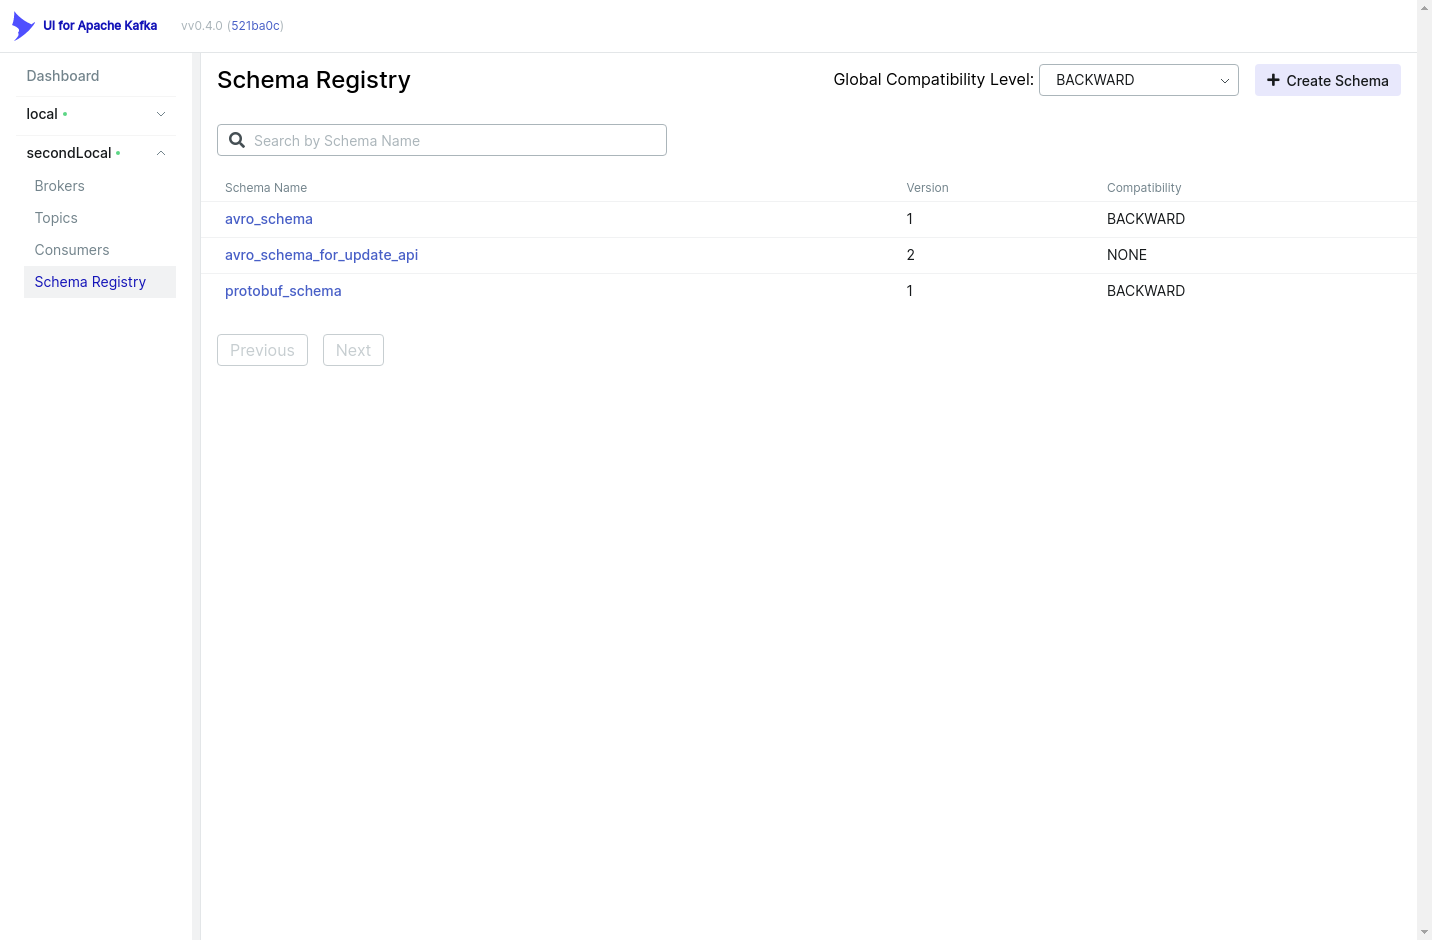 UI for Apache Kafka vv0.4.0 (521ba0c)
Dashboard
local
secondLocal
Brokers
Topics
Consumers
Schema Registry
Schema Registry
Global Compatibility Level: BACKWARD
Create Schema
Search by Schema Name
Schema Name Version Compatibility
avro_schema 1 BACKWARD
avro_schema_for_update_api 2 NONE
protobuf_schema 1 BACKWARD
Previous Next